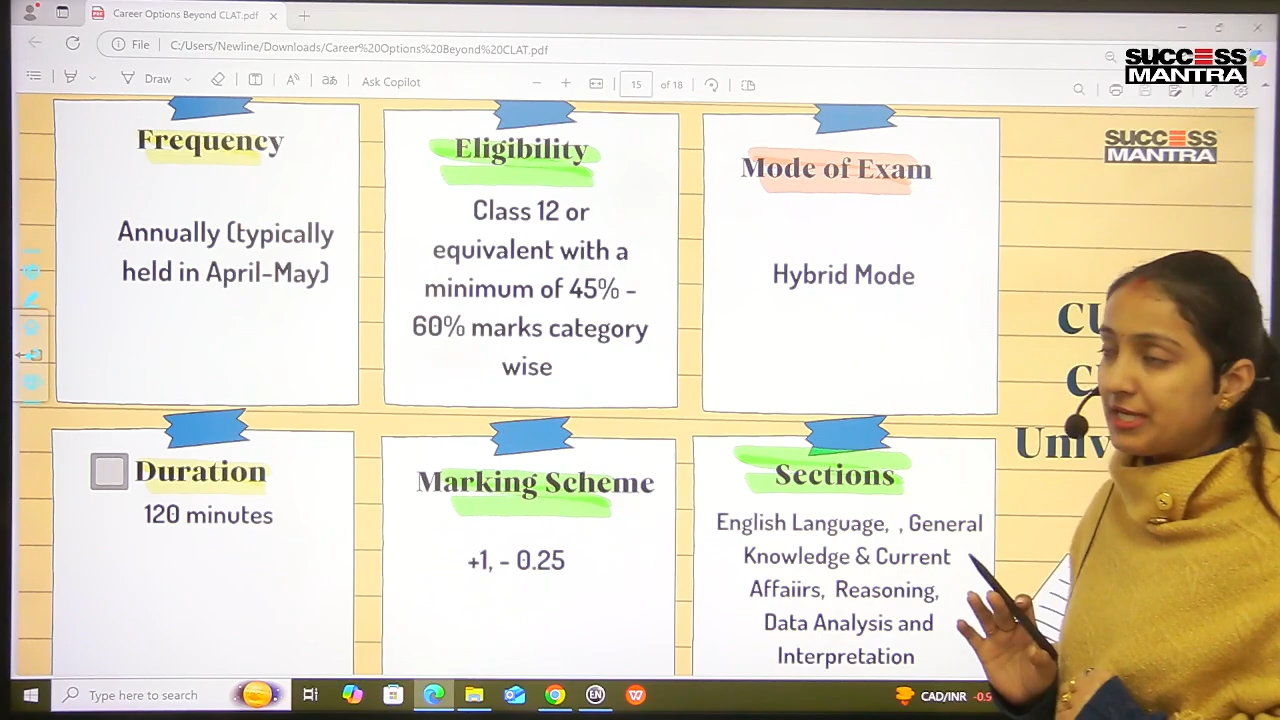 Career Options Beyond CLAT.pdf
File
C:/Users/Newline/Downloads/Career%20Options%20Beyond%20CLAT.pdf
Draw
aあ
Ask Copilot
15
of 18
SUCCESS
MANTRA
SUCCESS
MANTRA
Frequency
Annually (typically
held in April-May)
Eligibility
Class 12 or
equivalent with a
minimum of 45% -
60% marks category
wise
Mode of Exam
Hybrid Mode
Duration
120 minutes
Marking Scheme
+1, - 0.25
Sections
English Language, , General
Knowledge & Current
Affaiirs, Reasoning,
Data Analysis and
Interpretation
Type here to search
EN
CAD/INR